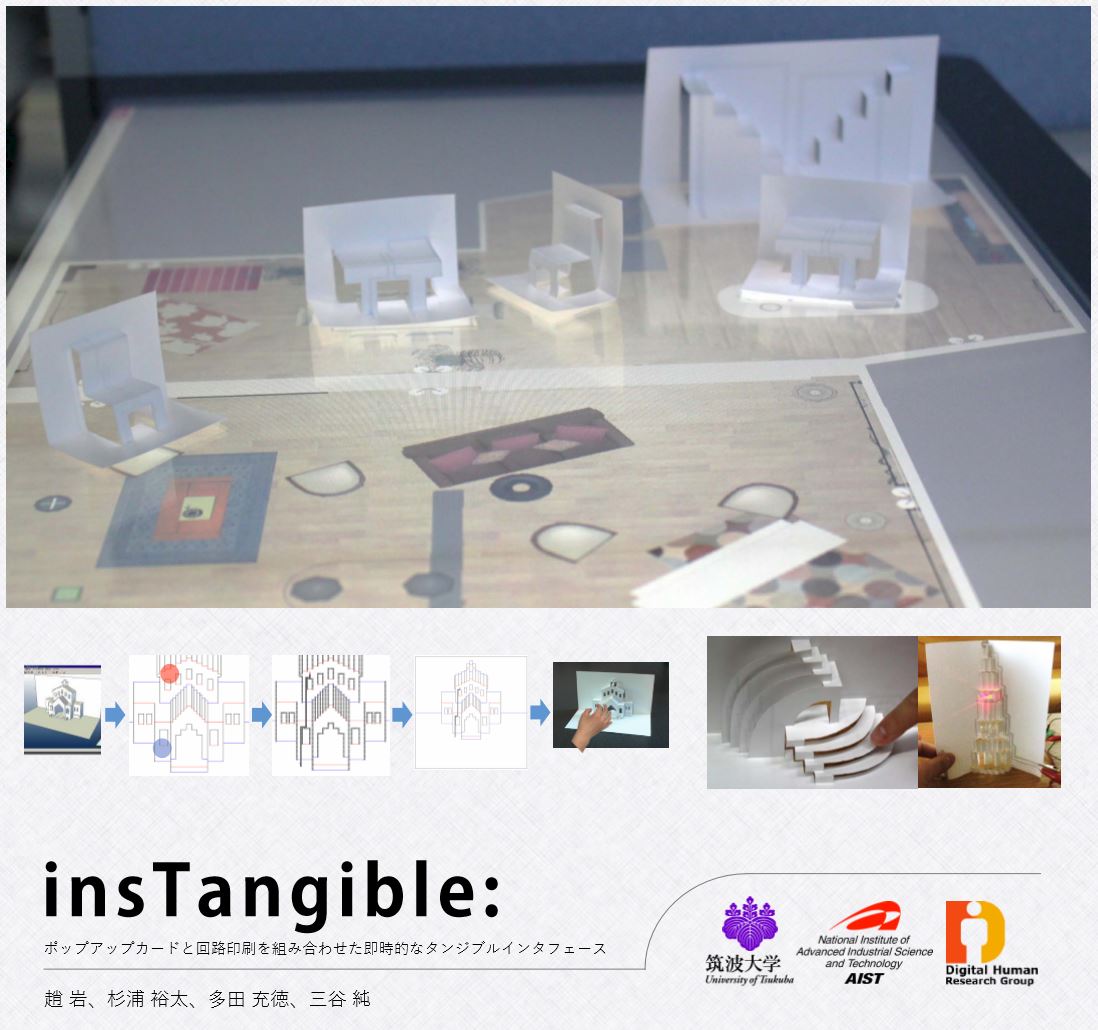 insTangible:
ポップアップカードと回路印刷を組み合わせた即時的なタンジブルインタフェース
趙 岩、杉浦 裕太、多田 充徳、三谷 純
筑波大学
University of Tsukuba
National Institute of
Advanced Industrial Science
and Technology
AIST
Digital Human
Research Group